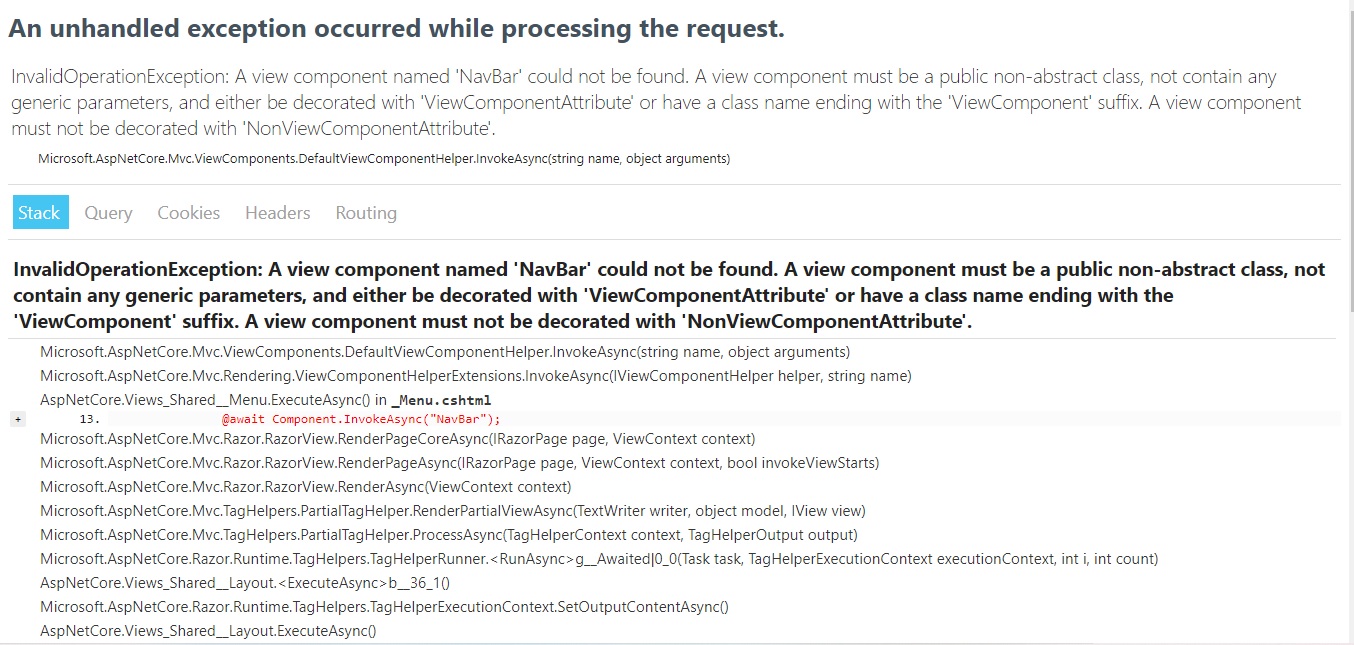 An unhandled exception occurred while processing the request.
InvalidOperationException: A view component named 'NavBar' could not be found. A view component must be a public non-abstract class, not contain any
generic parameters, and either be decorated with 'ViewComponentAttribute' or have a class name ending with the 'ViewComponent' suffix. A view component
must not be decorated with 'NonViewComponentAttribute'.
Microsoft.AspNetCore.Mvc.ViewComponents.DefaultViewComponentHelper.InvokeAsync(string name, object arguments)
Stack Query Cookies Headers Routing
InvalidOperationException: A view component named 'NavBar' could not be found. A view component must be a public non-abstract class, not
contain any generic parameters, and either be decorated with 'ViewComponentAttribute' or have a class name ending with the
'ViewComponent' suffix. A view component must not be decorated with 'NonViewComponentAttribute'.
Microsoft.AspNetCore.Mvc.ViewComponents.DefaultViewComponentHelper.InvokeAsync(string name, object arguments)
Microsoft.AspNetCore.Mvc.Rendering.ViewComponentHelperExtensions.InvokeAsync(IViewComponentHelper helper, string name)
AspNetCore.Views_Shared__Menu.ExecuteAsync() in _Menu.cshtml
+ 13. @await Component.InvokeAsync("NavBar");
Microsoft.AspNetCore.Mvc.Razor.RazorView.RenderPageCoreAsync(IRazorPage page, ViewContext context)
Microsoft.AspNetCore.Mvc.Razor.RazorView.RenderPageAsync(IRazorPage page, ViewContext context, bool invokeViewStarts)
Microsoft.AspNetCore.Mvc.Razor.RazorView.RenderAsync(ViewContext context)
Microsoft.AspNetCore.Mvc.TagHelpers.PartialTagHelper.RenderPartialViewAsync(TextWriter writer, object model, IView view)
Microsoft.AspNetCore.Mvc.TagHelpers.PartialTagHelper.ProcessAsync(TagHelperContext context, TagHelperOutput output)
Microsoft.AspNetCore.Razor.Runtime.TagHelpers.TagHelperRunner.<RunAsync>g__Awaited|0_0(Task task, TagHelperExecutionContext executionContext, int i, int count)
AspNetCore.Views_Shared__Layout.<ExecuteAsync>b__36_1()
Microsoft.AspNetCore.Razor.Runtime.TagHelpers.TagHelperExecutionContext.SetOutputContentAsync()
AspNetCore.Views_Shared__Layout.ExecuteAsync()